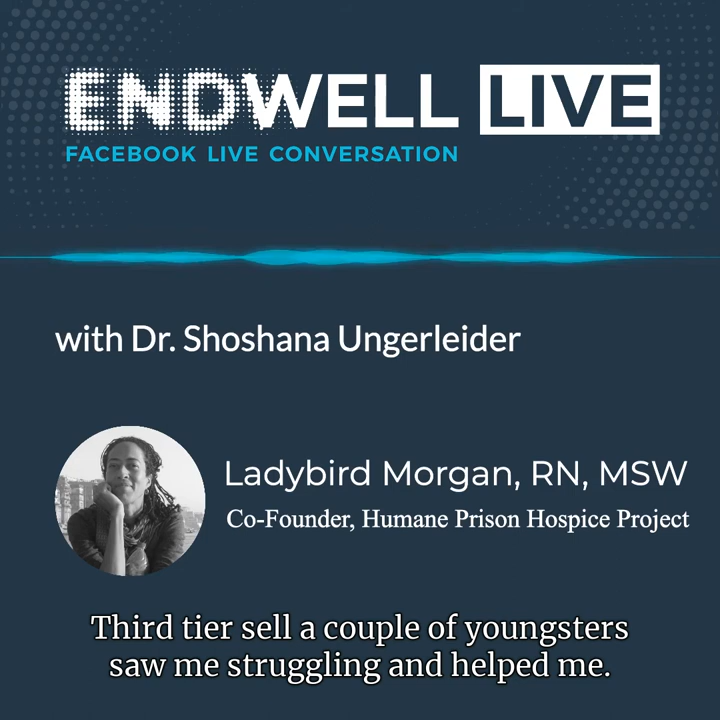 ENDWELL LIVE
FACEBOOK LIVE CONVERSATION
with Dr. Shoshana Ungerleider
Ladybird Morgan, RN, MSW
Co-Founder, Humane Prison Hospice Project
Third tier sell a couple of youngsters
saw me struggling and helped me.